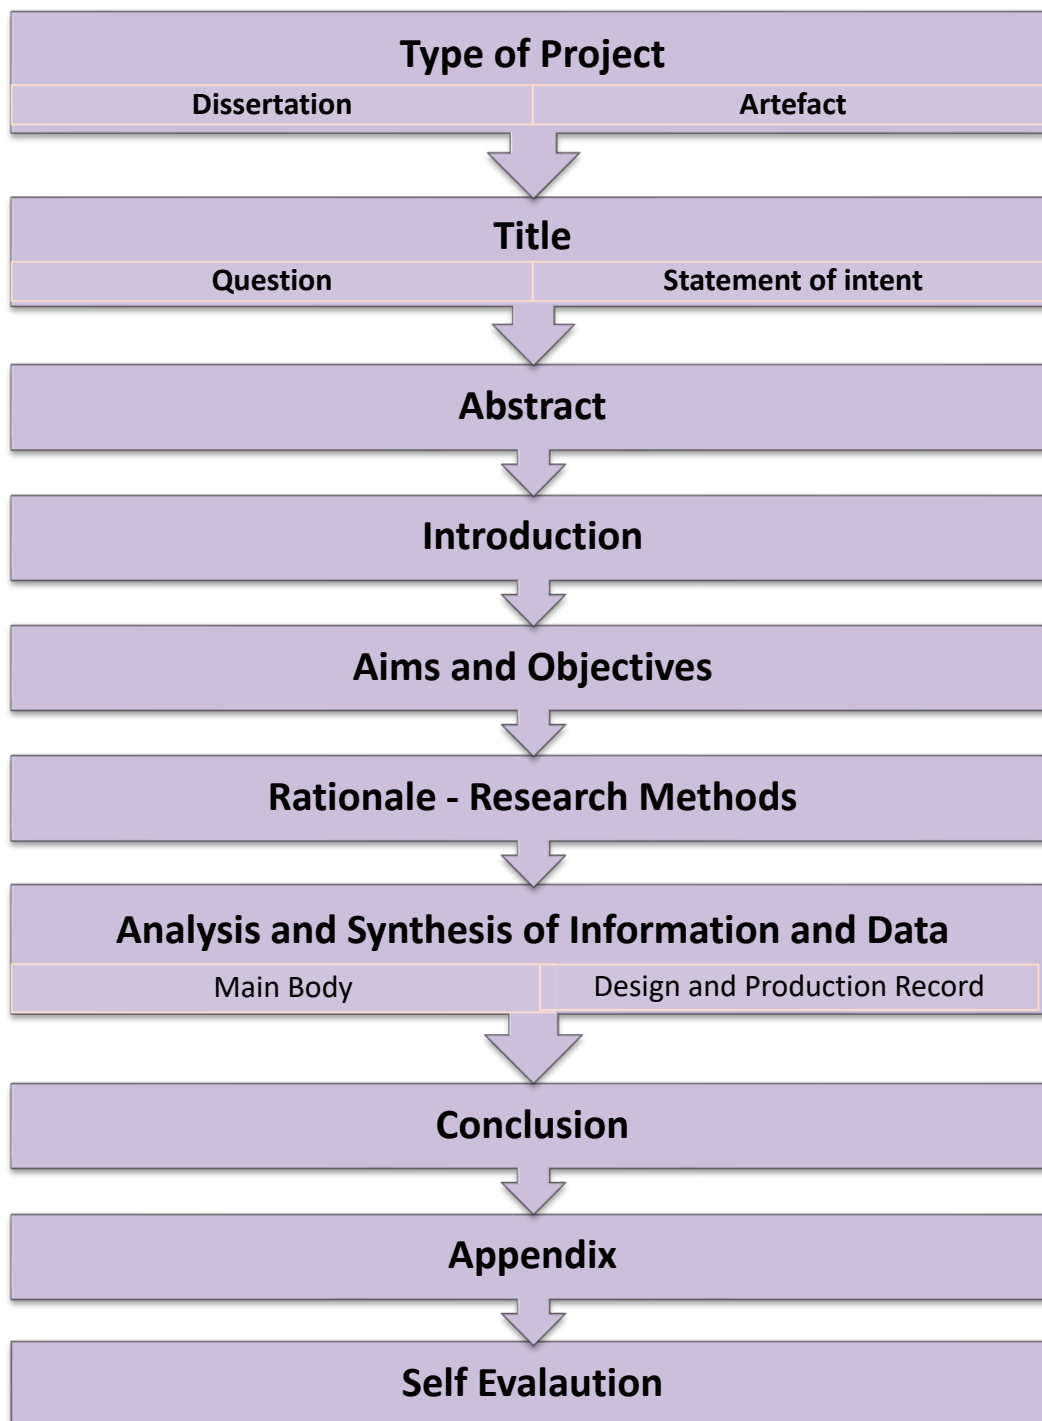 Type of Project
Dissertation Artefact
Title
Question Statement of intent
Abstract
Introduction
Aims and Objectives
Rationale - Research Methods
Analysis and Synthesis of Information and Data
Main Body Design and Production Record
Conclusion
Appendix
Self Evalaution